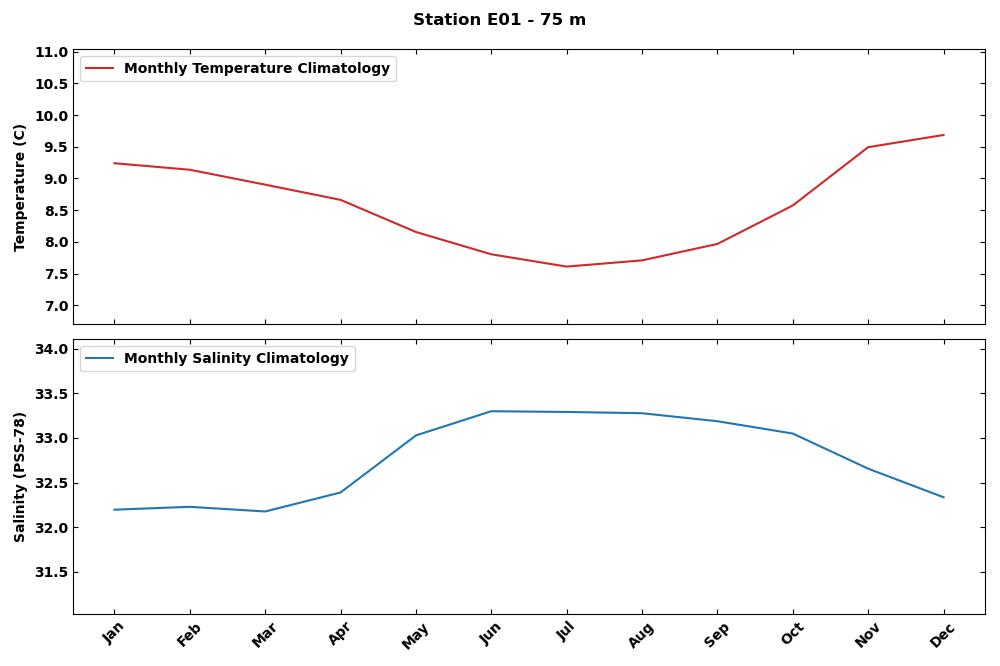 Station E01 - 75 m
Monthly Temperature Climatology
Temperature (C)
11.0
10.5
10.0
9.5
9.0
8.5
8.0
7.5
7.0
Monthly Salinity Climatology
Salinity (PSS-78)
34.0
33.5
33.0
32.5
32.0
31.5
Jan
Feb
Mar
Apr
May
Jun
Jul
Aug
Sep
Oct
Nov
Dec